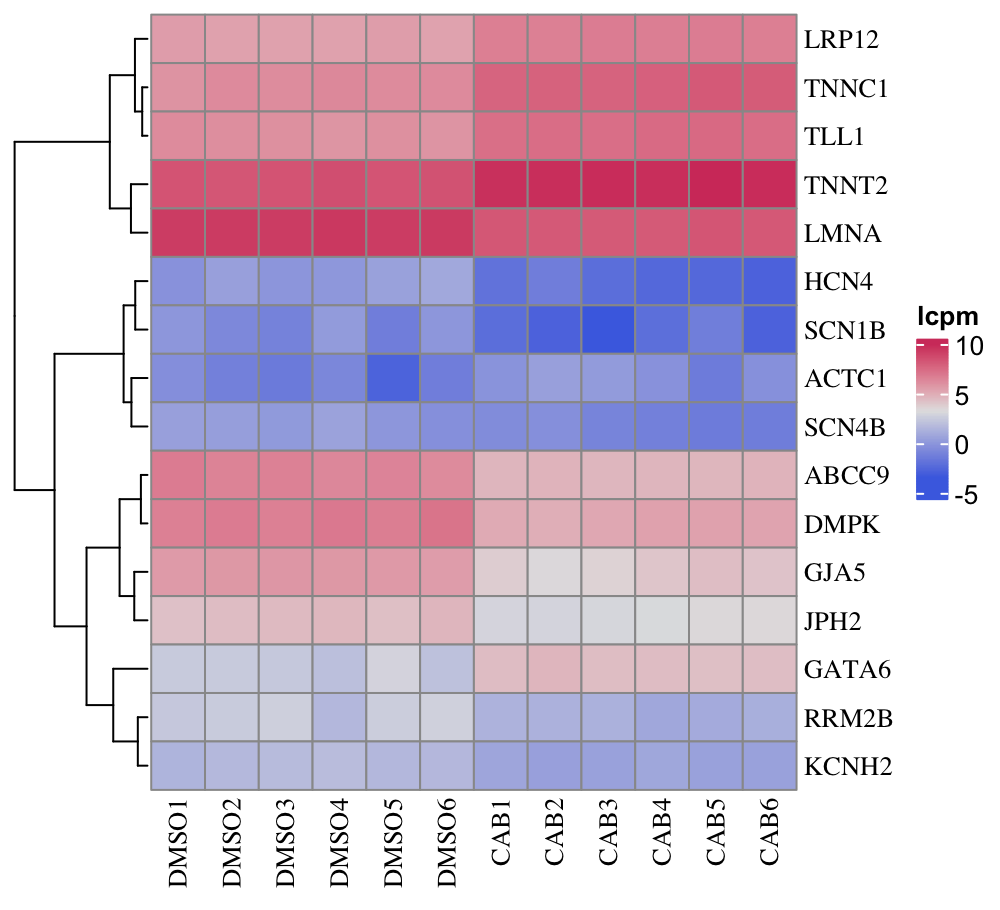 LRP12
TNNC1
TLL1
TNNT2
LMNA
HCN4
SCN1B
ACTC1
SCN4B
ABCC9
DMPK
GJA5
JPH2
GATA6
RRM2B
KCNH2
lcpm
10
5
0
-5
DMSO1
DMSO2
DMSO3
DMSO4
DMSO5
DMSO6
CAB1
CAB2
CAB3
CAB4
CAB5
CAB6